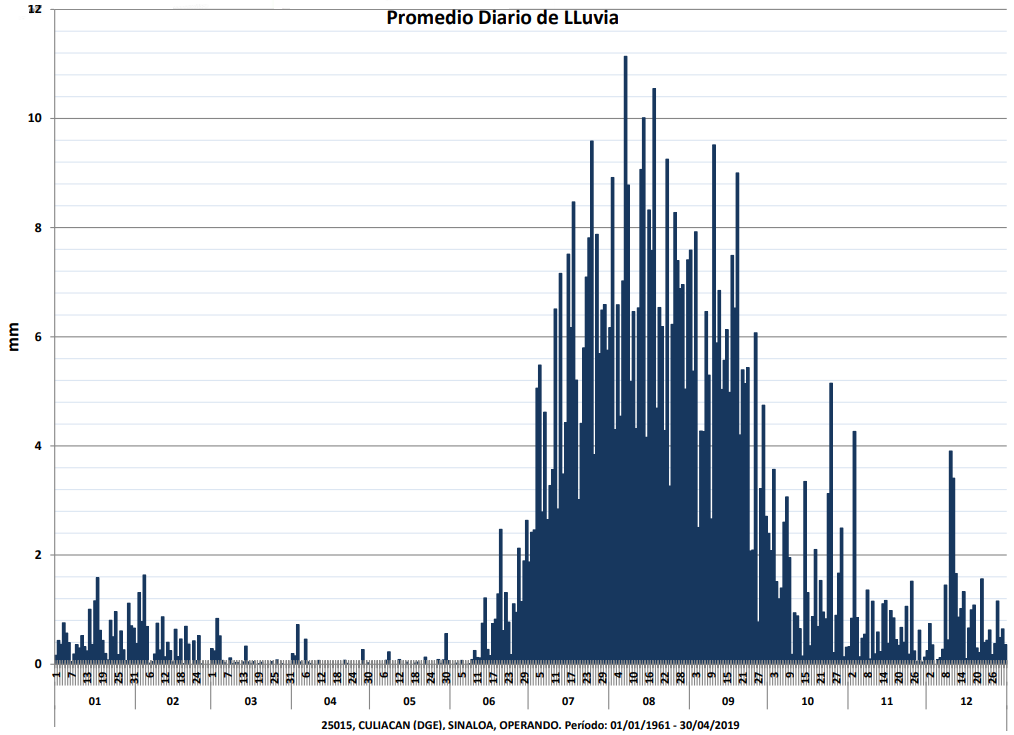 Promedio Diario de LLuvia
12
10
8
6
4
2
0
mm
1 7 13 19 25 31 6 12 18 24 1 7 13 19 25 31 6 12 18 24 30 6 12 18 24 30 5 11 17 23 29 5 11 17 23 29 4 10 16 22 28 3 9 15 21 27 3 9 15 21 27 2 8 14 20 26 2 8 14 20 26
01 02 03 04 05 06 07 08 09 10 11 12
25015, CULIACAN (DGE), SINALOA, OPERANDO. Período: 01/01/1961 - 30/04/2019